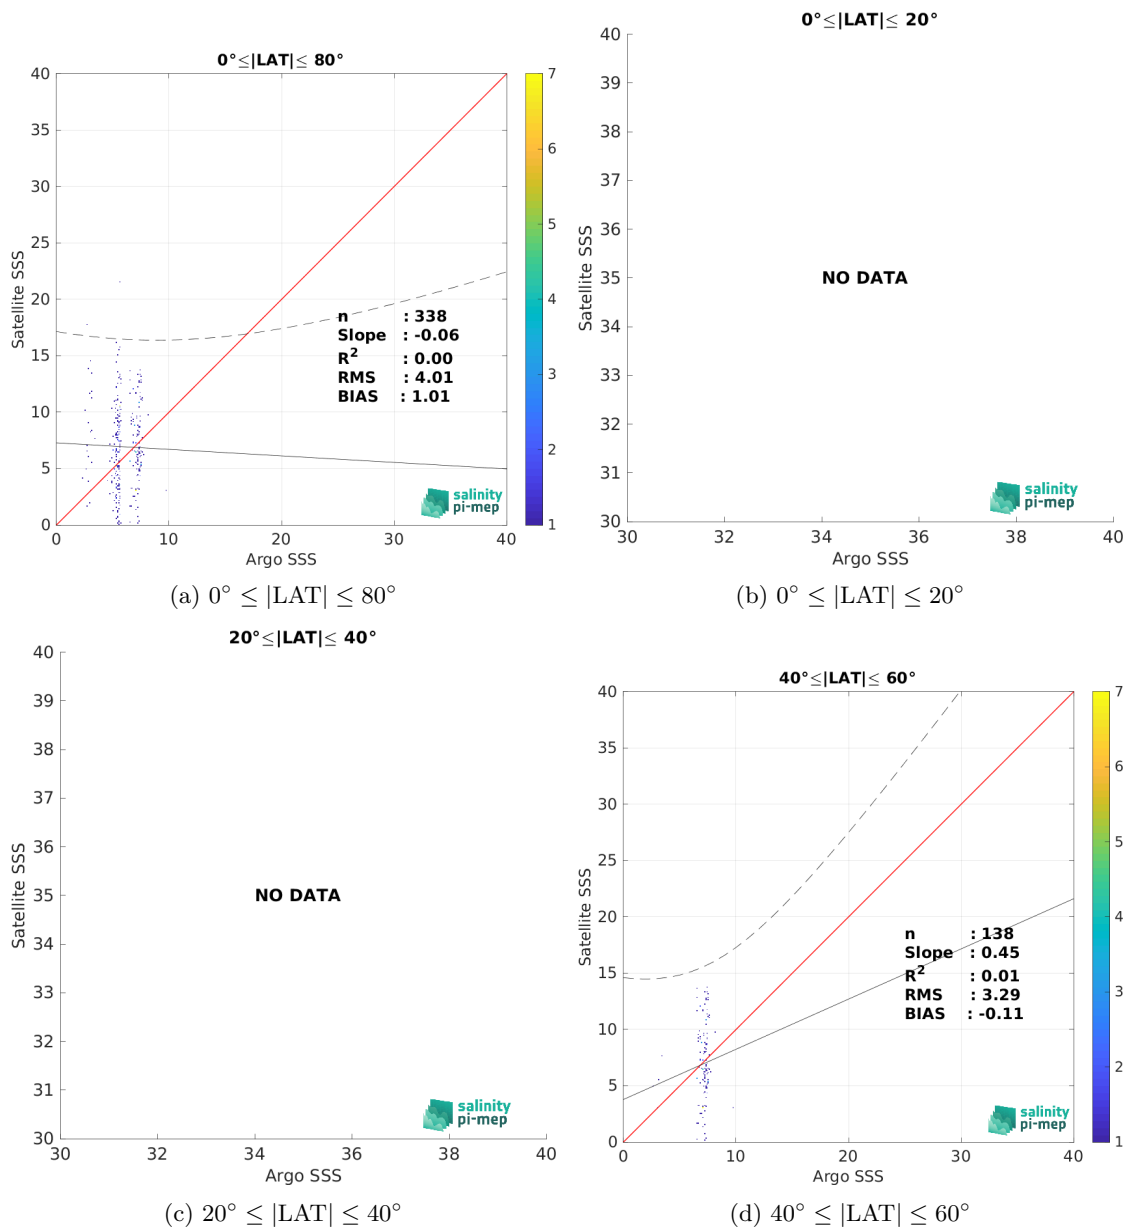 0°≤|LAT|≤ 80°
40
35
30
25
20
15
10
5
0
0
10
20
30
40
Satellite SSS
Argo SSS
7
6
5
4
3
2
1
n : 338
Slope : -0.06
R² : 0.00
RMS : 4.01
BIAS : 1.01
salinity
pi-mep
(a) 0° ≤ |LAT| ≤ 80°
0°≤|LAT|≤ 20°
40
39
38
37
36
35
34
33
32
31
30
30
32
34
36
38
40
Satellite SSS
Argo SSS
NO DATA
salinity
pi-mep
(b) 0° ≤ |LAT| ≤ 20°
20°≤|LAT|≤ 40°
40
39
38
37
36
35
34
33
32
31
30
30
32
34
36
38
40
Satellite SSS
Argo SSS
NO DATA
salinity
pi-mep
(c) 20° ≤ |LAT| ≤ 40°
40°≤|LAT|≤ 60°
40
35
30
25
20
15
10
5
0
0
10
20
30
40
Satellite SSS
Argo SSS
7
6
5
4
3
2
1
n : 138
Slope : 0.45
R² : 0.01
RMS : 3.29
BIAS : -0.11
salinity
pi-mep
(d) 40° ≤ |LAT| ≤ 60°